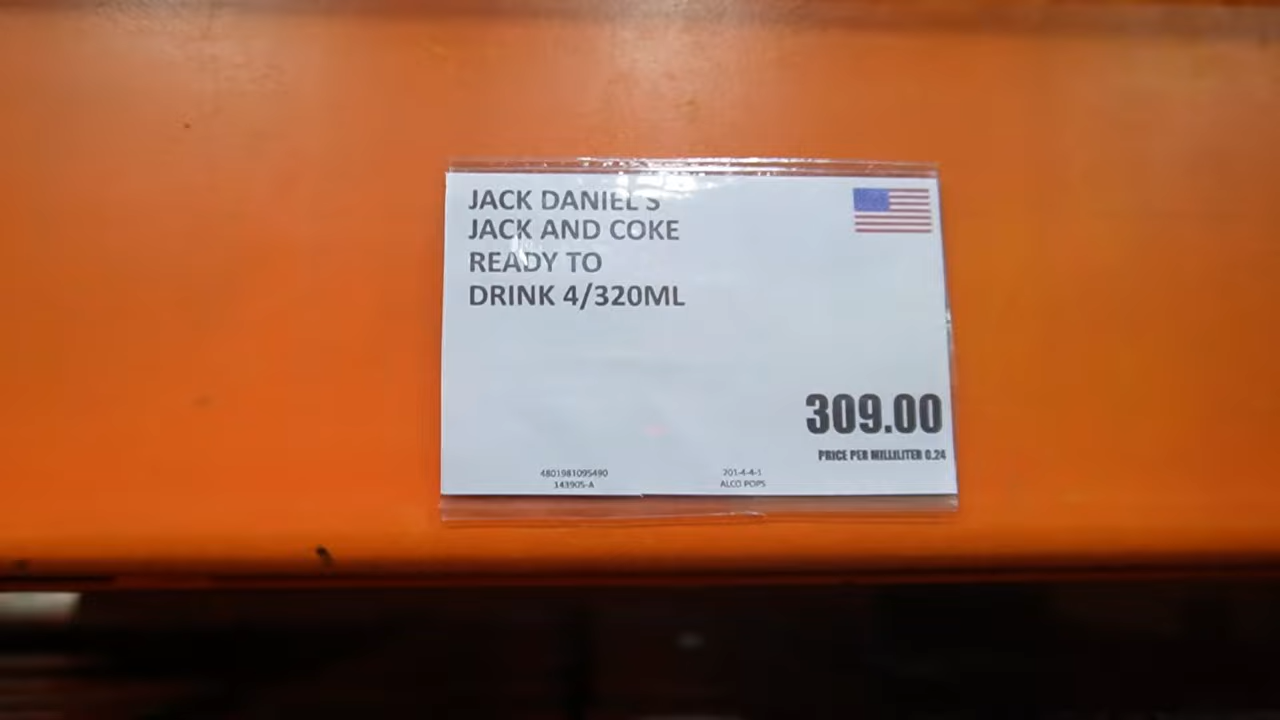 JACK DANIEL'S
JACK AND COKE
READY TO
DRINK 4/320ML
309.00
PRICE PER MILLILITER 0.24
4801981095490
143905-A
201-4-4-1
ALCO POPS